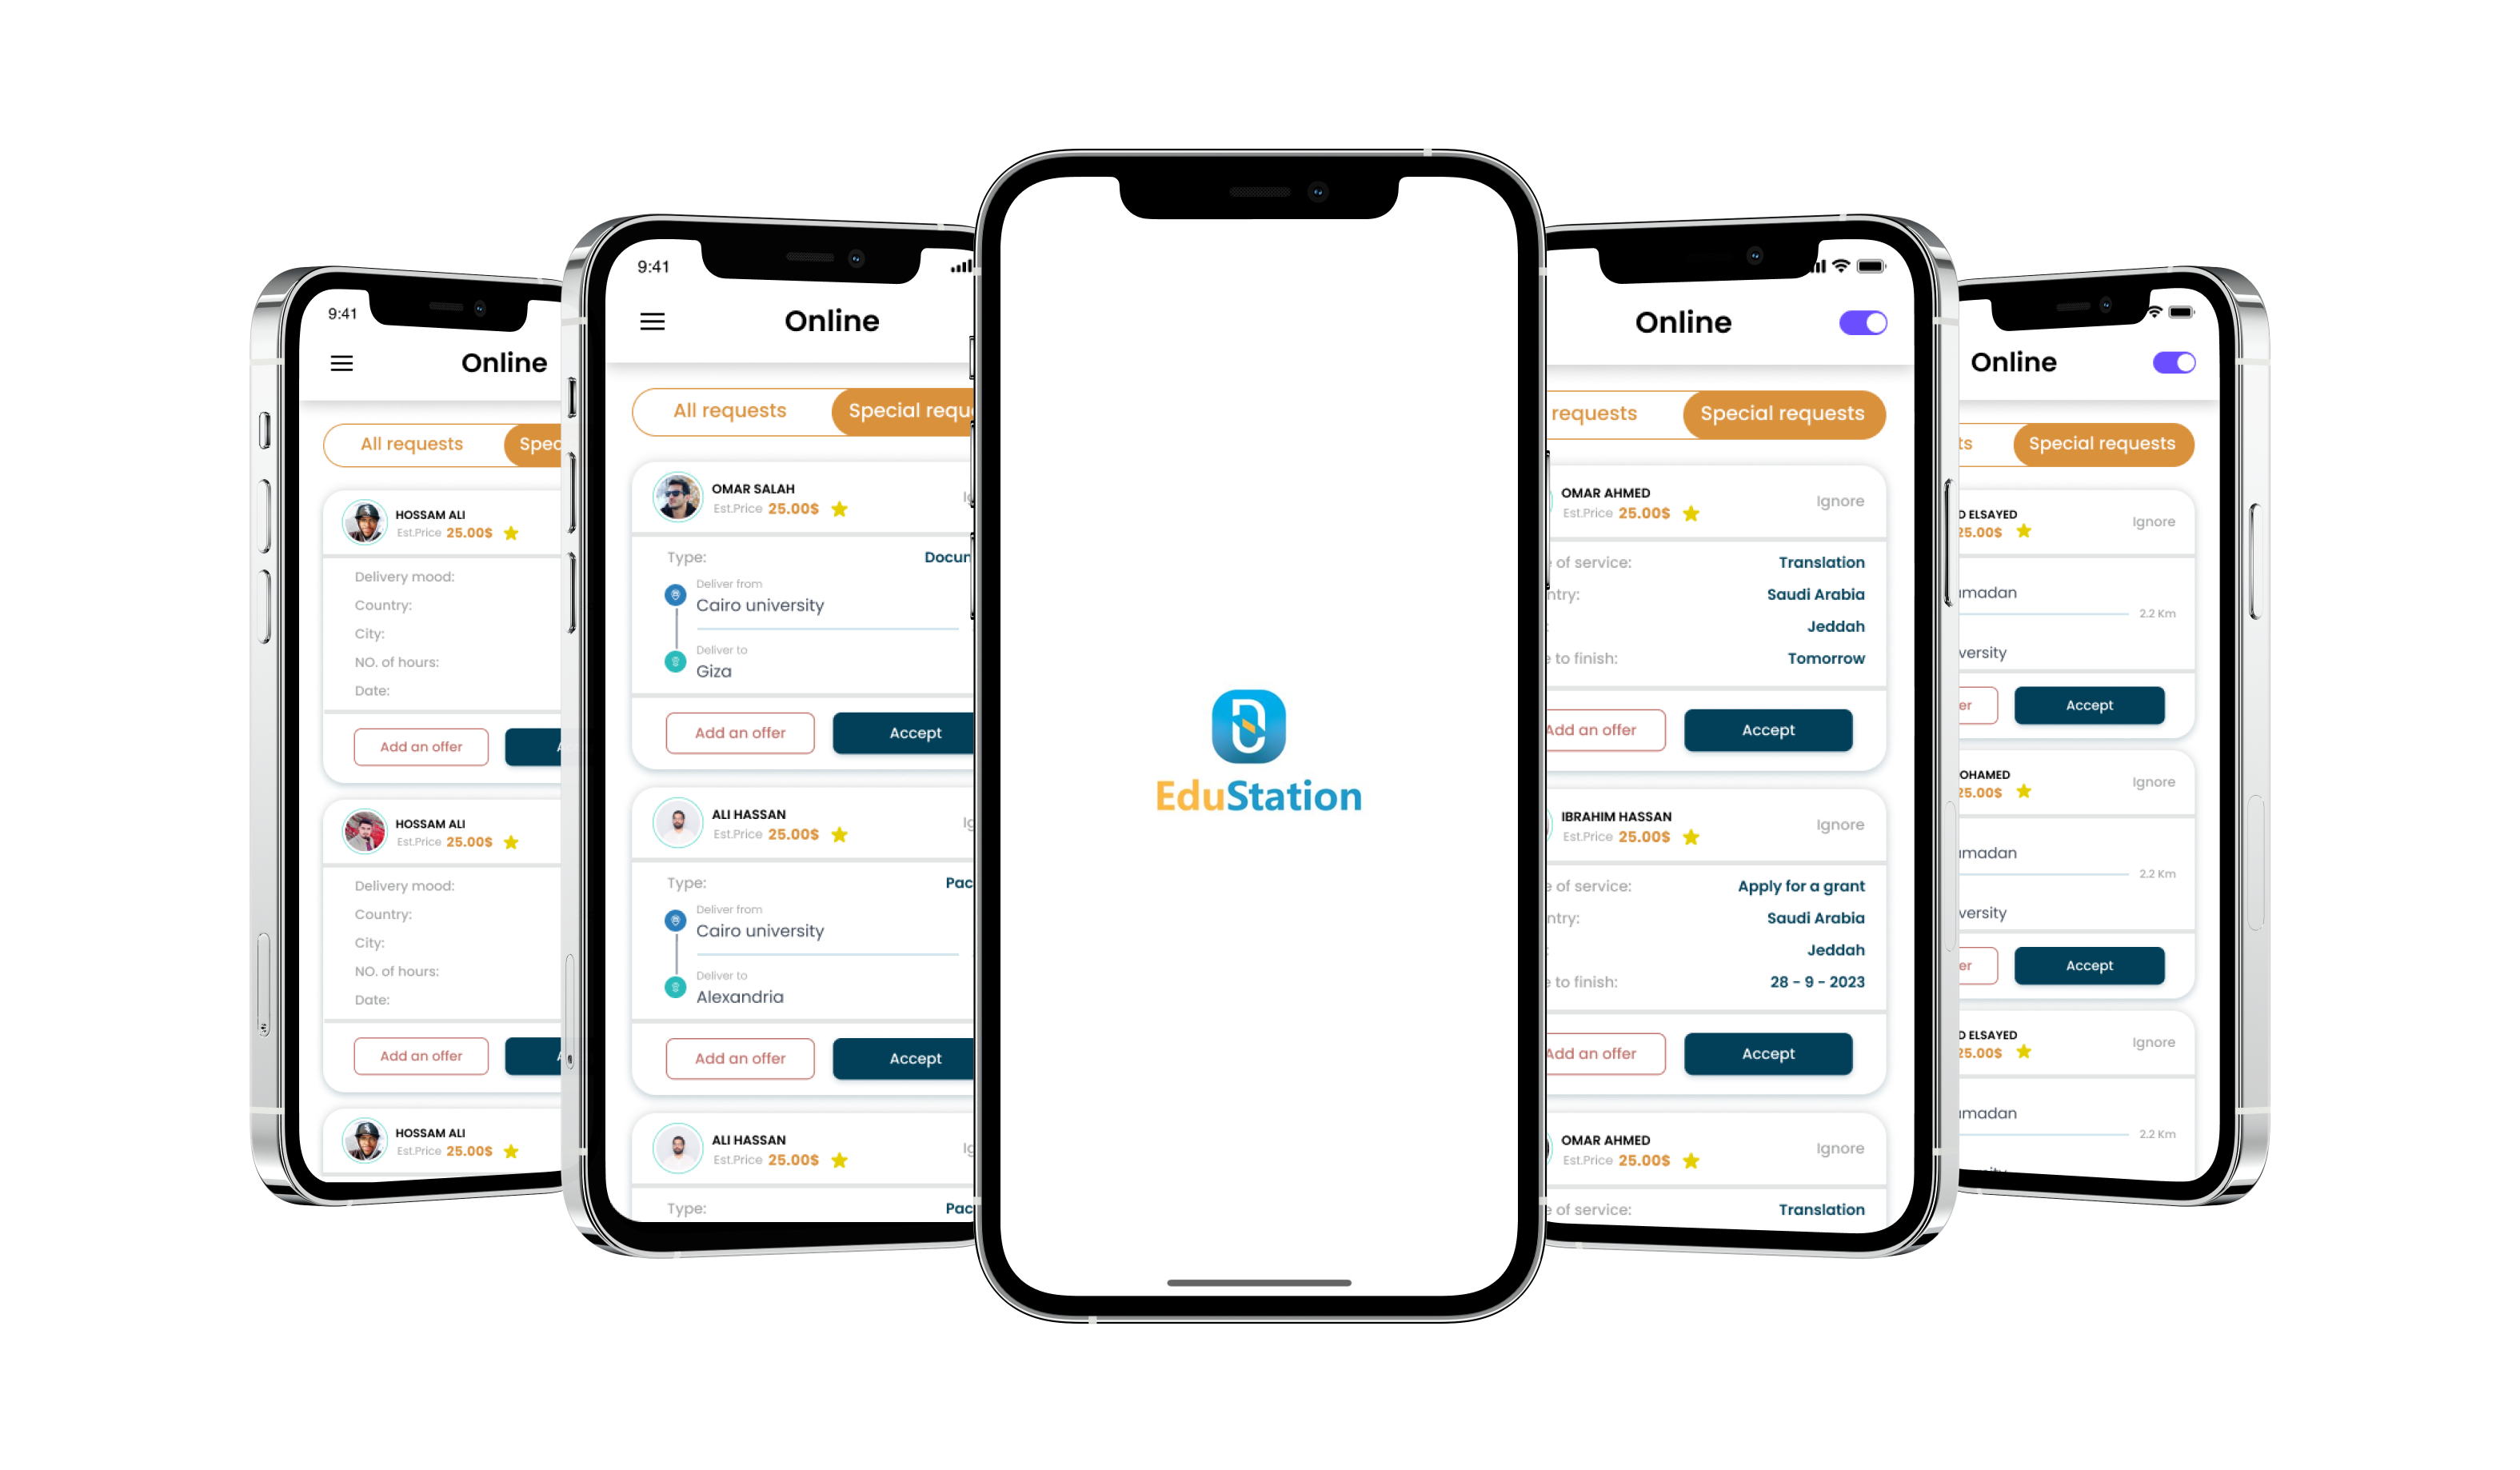 9:41
Online
All requests
HOSSAM ALI
Est.Price 25.00$
Delivery mood:
Country:
City:
NO. of hours:
Date:
Add an offer
HOSSAM ALI
Est.Price 25.00$
Delivery mood:
Country:
City:
NO. of hours:
Date:
Add an offer
HOSSAM ALI
Est.Price 25.00$
9:41
Online
All requests Special requ
OMAR SALAH
Est.Price 25.00$
Type: Docum
Deliver from
Cairo university
Deliver to
Giza
Add an offer Accept
ALI HASSAN
Est.Price 25.00$
Type: Pac
Deliver from
Cairo university
Deliver to
Alexandria
Add an offer Accept
ALI HASSAN
Est.Price 25.00$
Type: Pac
EduStation
Online
requests Special requests
OMAR AHMED
Est.Price 25.00$
Ignore
of service: Translation
Saudi Arabia
Jeddah
to finish: Tomorrow
Add an offer Accept
IBRAHIM HASSAN
Est.Price 25.00$
Ignore
of service: Apply for a grant
Saudi Arabia
Jeddah
to finish: 28 - 9 - 2023
Add an offer Accept
OMAR AHMED
Est.Price 25.00$
Ignore
of service: Translation
Online
Special requests
D ELSAYED
25.00$
Ignore
madan
2.2 Km
versity
Accept
OHAMED
25.00$
Ignore
madan
2.2 Km
versity
Accept
D ELSAYED
25.00$
Ignore
madan
2.2 Km